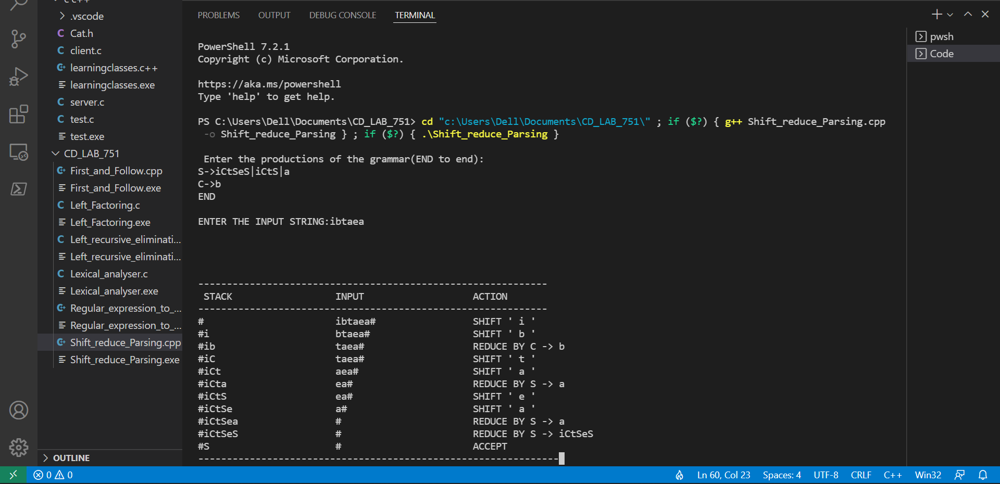 c c++
.vscode
Cat.h
client.c
learningclasses.c++
learningclasses.exe
server.c
test.c
test.exe
CD_LAB_751
First_and_Follow.cpp
First_and_Follow.exe
Left_Factoring.c
Left_Factoring.exe
Left_recursive_eliminati...
Left_recursive_eliminati...
Lexical_analyser.c
Lexical_analyser.exe
Regular_expression_to_...
Regular_expression_to_...
Shift_reduce_Parsing.cpp
Shift_reduce_Parsing.exe
OUTLINE
PROBLEMS OUTPUT DEBUG CONSOLE TERMINAL
PowerShell 7.2.1
Copyright (c) Microsoft Corporation.
https://aka.ms/powershell
Type 'help' to get help.
PS C:\Users\Dell\Documents\CD_LAB_751> cd "c:\Users\Dell\Documents\CD_LAB_751\" ; if ($?) { g++ Shift_reduce_Parsing.cpp
-o Shift_reduce_Parsing } ; if ($?) { .\Shift_reduce_Parsing }
Enter the productions of the grammar(END to end):
S->iCtSeS|iCtS|a
C->b
END
ENTER THE INPUT STRING:ibtaea
-------------------------------------------------------------
STACK INPUT ACTION
-------------------------------------------------------------
# ibtaea# SHIFT ' i '
#i btaea# SHIFT ' b '
#ib taea# REDUCE BY C -> b
#iC taea# SHIFT ' t '
#iCt aea# SHIFT ' a '
#iCta ea# REDUCE BY S -> a
#iCtS ea# SHIFT ' e '
#iCtSe a# SHIFT ' a '
#iCtSea # REDUCE BY S -> a
#iCtSeS # REDUCE BY S -> iCtSeS
#S # ACCEPT
---------------------------------------------------------------
pwsh
Code
0 0 Ln 60, Col 23 Spaces: 4 UTF-8 CRLF C++ Win32